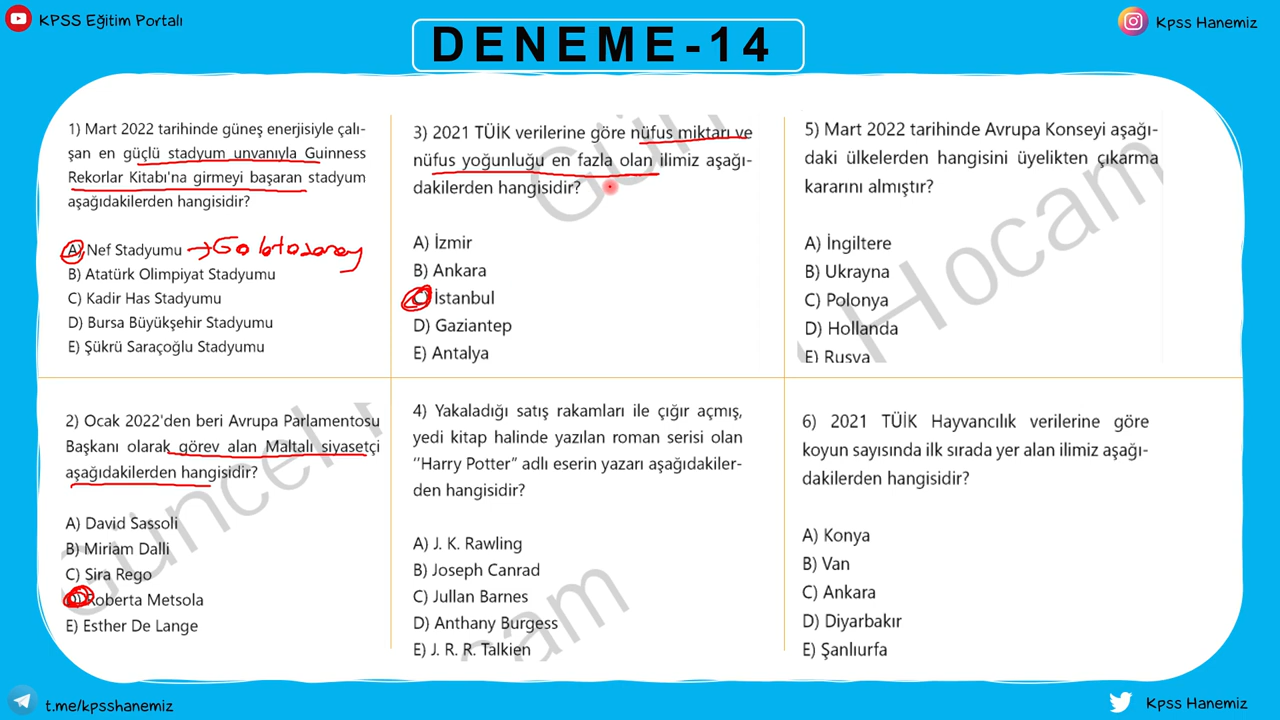 KPSS Eğitim Portalı
DENEME-14
Kpss Hanemiz
1) Mart 2022 tarihinde güneş enerjisiyle çalı-
şan en güçlü stadyum unvanıyla Guinness
Rekorlar Kitabı'na girmeyi başaran stadyum
aşağıdakilerden hangisidir?
A) Nef Stadyumu → Galatasaray
B) Atatürk Olimpiyat Stadyumu
C) Kadir Has Stadyumu
D) Bursa Büyükşehir Stadyumu
E) Şükrü Saraçoğlu Stadyumu
2) Ocak 2022'den beri Avrupa Parlamentosu
Başkanı olarak görev alan Maltalı siyasetçi
aşağıdakilerden hangisidir?
A) David Sassoli
B) Miriam Dalli
C) Sira Rego
D) Roberta Metsola
E) Esther De Lange
3) 2021 TÜİK verilerine göre nüfus miktarı ve
nüfus yoğunluğu en fazla olan ilimiz aşağı-
dakilerden hangisidir?
A) İzmir
B) Ankara
C) İstanbul
D) Gaziantep
E) Antalya
4) Yakaladığı satış rakamları ile çığır açmış,
yedi kitap halinde yazılan roman serisi olan
‘‘Harry Potter” adlı eserin yazarı aşağıdakiler-
den hangisidir?
A) J. K. Rawling
B) Joseph Canrad
C) Jullan Barnes
D) Anthany Burgess
E) J. R. R. Talkien
5) Mart 2022 tarihinde Avrupa Konseyi aşağı-
daki ülkelerden hangisini üyelikten çıkarma
kararını almıştır?
A) İngiltere
B) Ukrayna
C) Polonya
D) Hollanda
E) Rusya
6) 2021 TÜİK Hayvancılık verilerine göre
koyun sayısında ilk sırada yer alan ilimiz aşağı-
dakilerden hangisidir?
A) Konya
B) Van
C) Ankara
D) Diyarbakır
E) Şanlıurfa
Güncel
Hocam
t.me/kpsshanemiz
Kpss Hanemiz